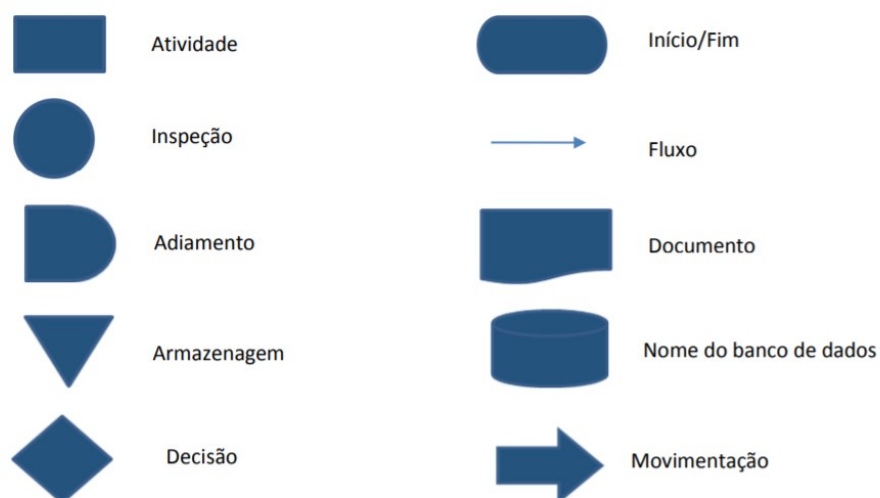 Atividade
Início/Fim
Inspeção
Fluxo
Adiamento
Documento
Armazenagem
Nome do banco de dados
Decisão
Movimentação